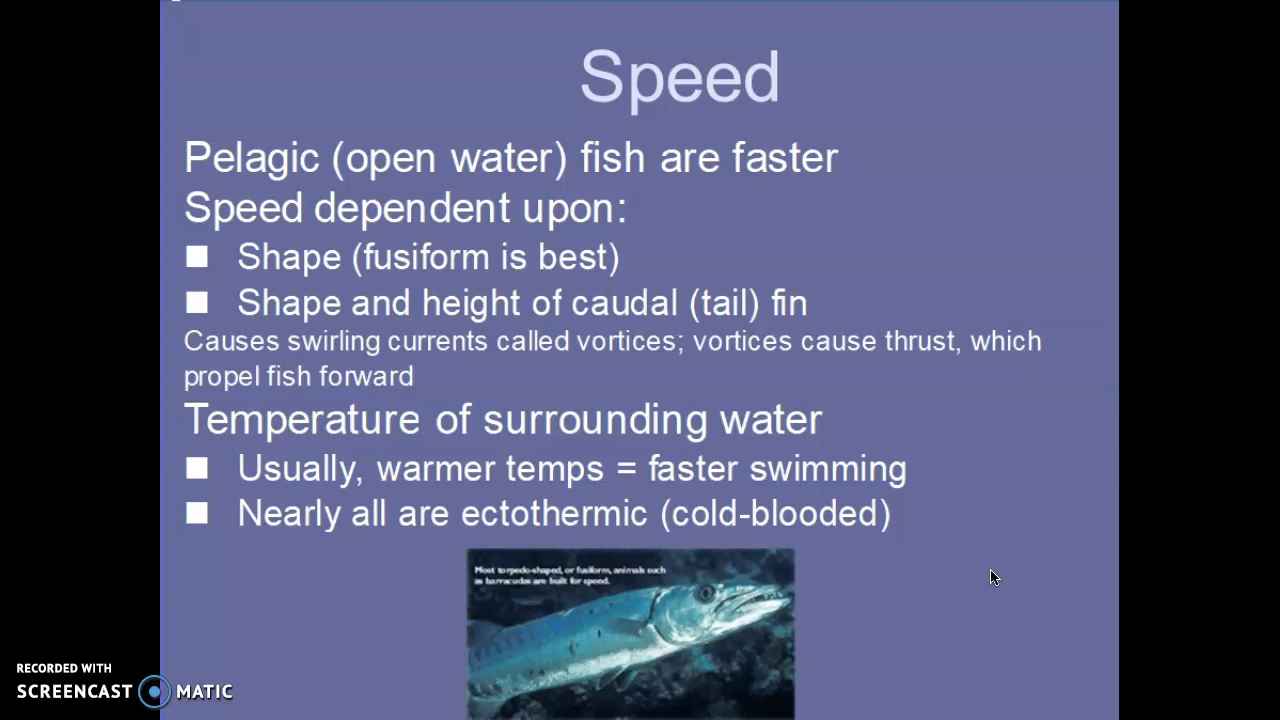 Speed
Pelagic (open water) fish are faster
Speed dependent upon:
■ Shape (fusiform is best)
■ Shape and height of caudal (tail) fin
Causes swirling currents called vortices; vortices cause thrust, which
propel fish forward
Temperature of surrounding water
■ Usually, warmer temps = faster swimming
■ Nearly all are ectothermic (cold-blooded)
Most torpedo-shaped, or fusiform, animals such
as barracudas are built for speed.
RECORDED WITH
SCREENCAST MATIC